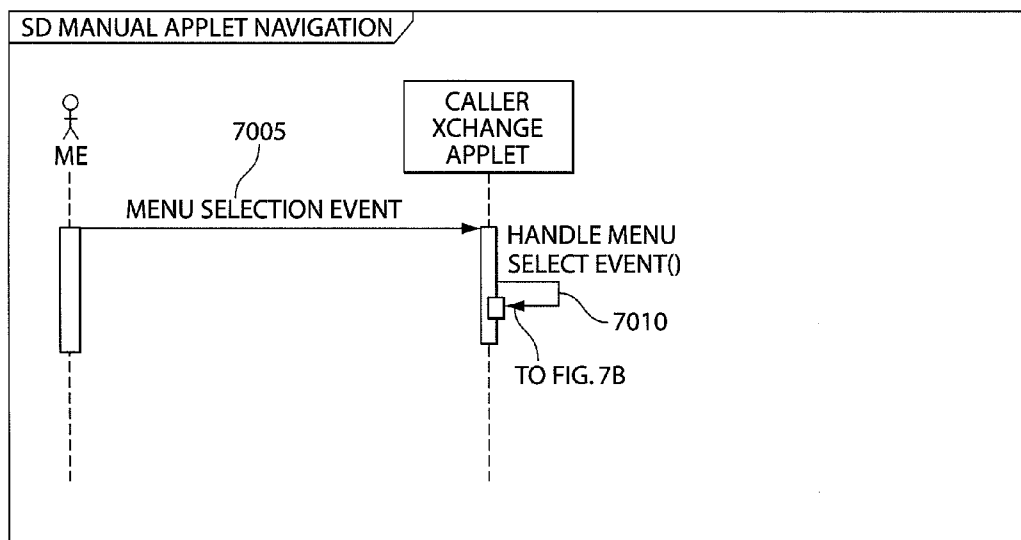 SD MANUAL APPLET NAVIGATION
ME
CALLER
XCHANGE
APPLET
7005
MENU SELECTION EVENT
HANDLE MENU
SELECT EVENT()
7010
TO FIG. 7B